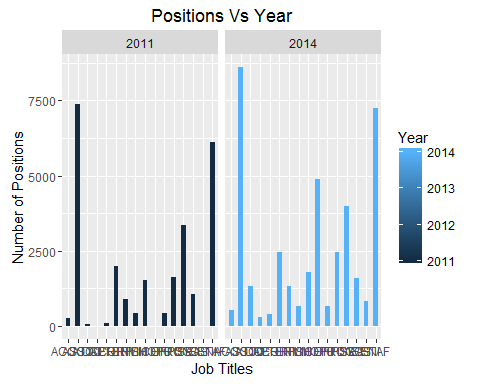 Positions Vs Year
2011 2014
Number of Positions
7500
5000
2500
0
Job Titles
Year
2014
2013
2012
2011